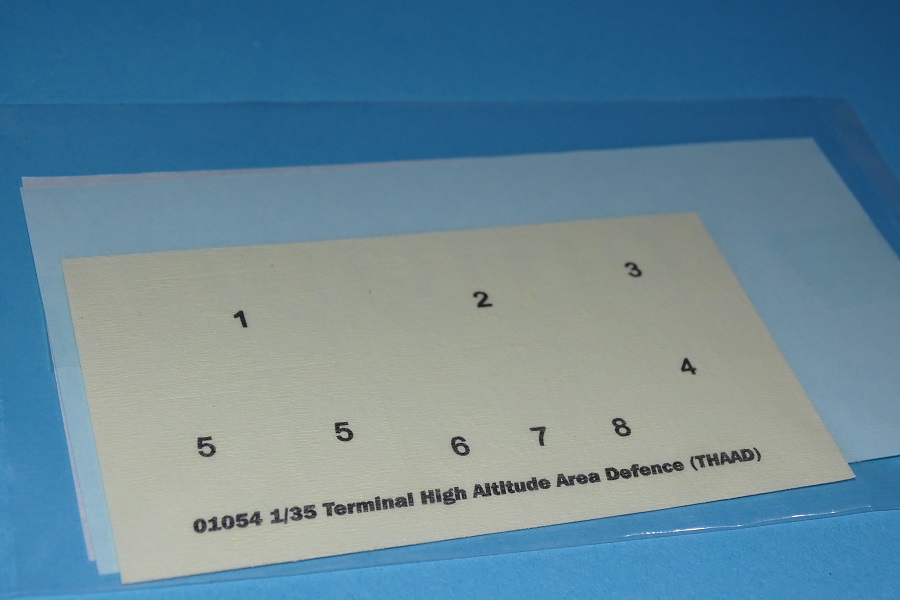 1 2 3
4
5 5 6 7 8
01054 1/35 Terminal High Altitude Area Defence (THAAD)